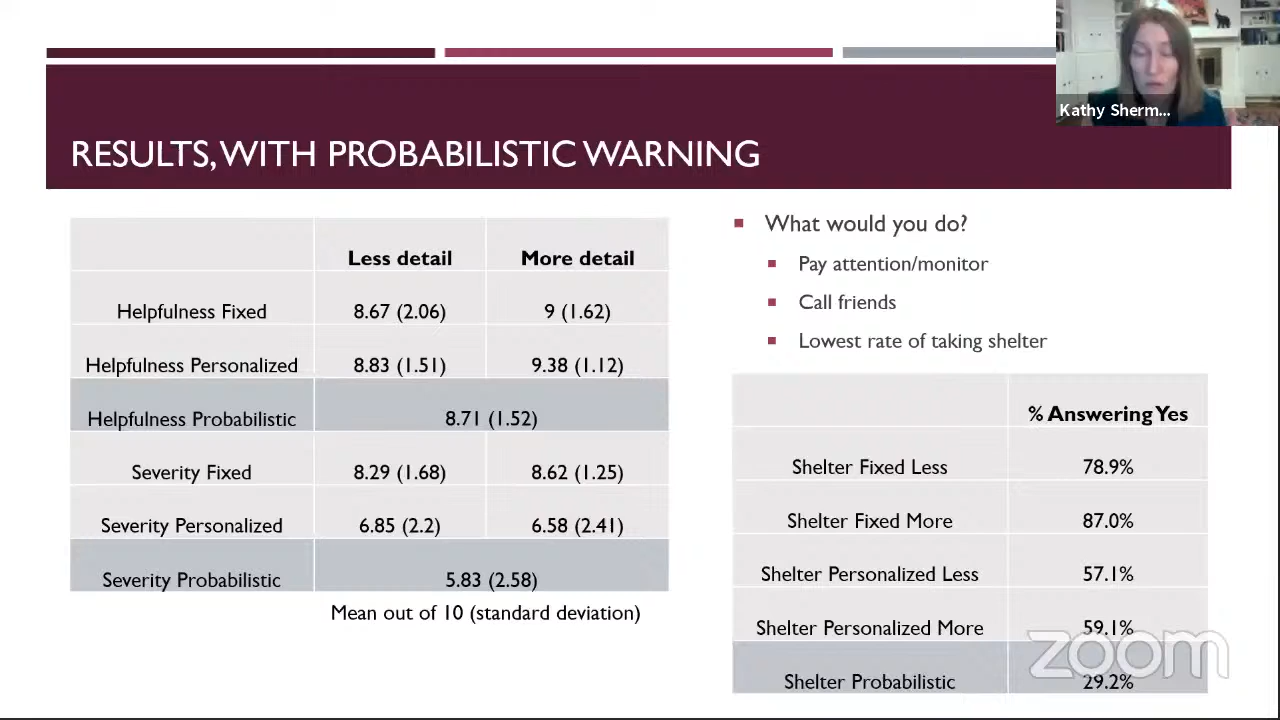 Kathy Sherm...
RESULTS, WITH PROBABILISTIC WARNING
Less detail More detail
Helpfulness Fixed 8.67 (2.06) 9 (1.62)
Helpfulness Personalized 8.83 (1.51) 9.38 (1.12)
Helpfulness Probabilistic 8.71 (1.52)
Severity Fixed 8.29 (1.68) 8.62 (1.25)
Severity Personalized 6.85 (2.2) 6.58 (2.41)
Severity Probabilistic 5.83 (2.58)
Mean out of 10 (standard deviation)
What would you do?
Pay attention/monitor
Call friends
Lowest rate of taking shelter
% Answering Yes
Shelter Fixed Less 78.9%
Shelter Fixed More 87.0%
Shelter Personalized Less 57.1%
Shelter Personalized More 59.1%
Shelter Probabilistic 29.2%
zoom